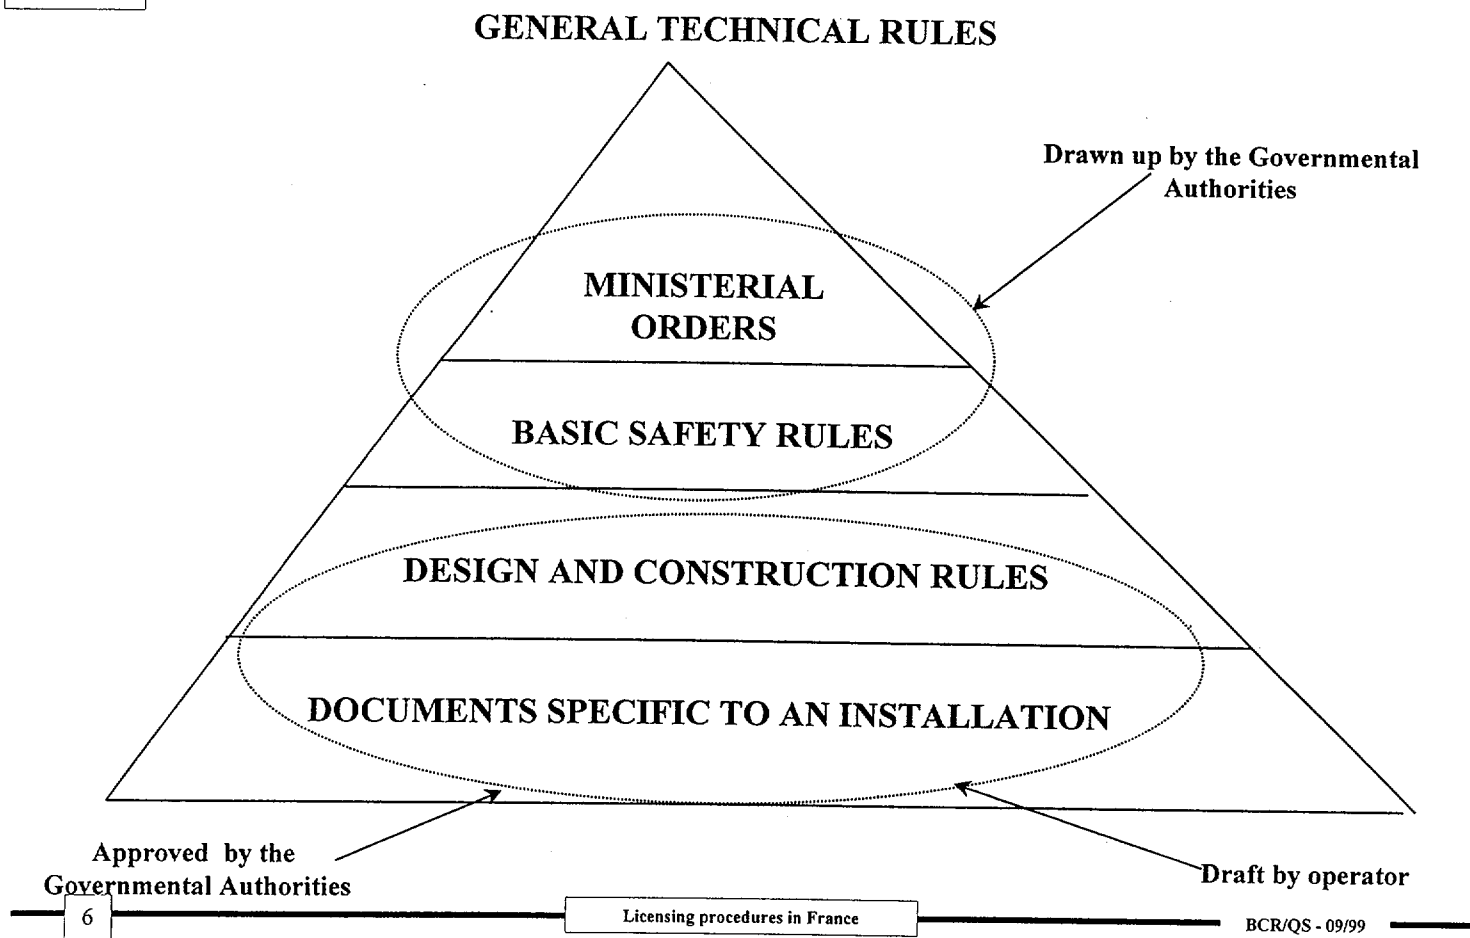 GENERAL TECHNICAL RULES
Drawn up by the Governmental
Authorities
MINISTERIAL
ORDERS
BASIC SAFETY RULES
DESIGN AND CONSTRUCTION RULES
DOCUMENTS SPECIFIC TO AN INSTALLATION
Approved by the
Governmental Authorities
Draft by operator
6
Licensing procedures in France
BCR/QS - 09/99